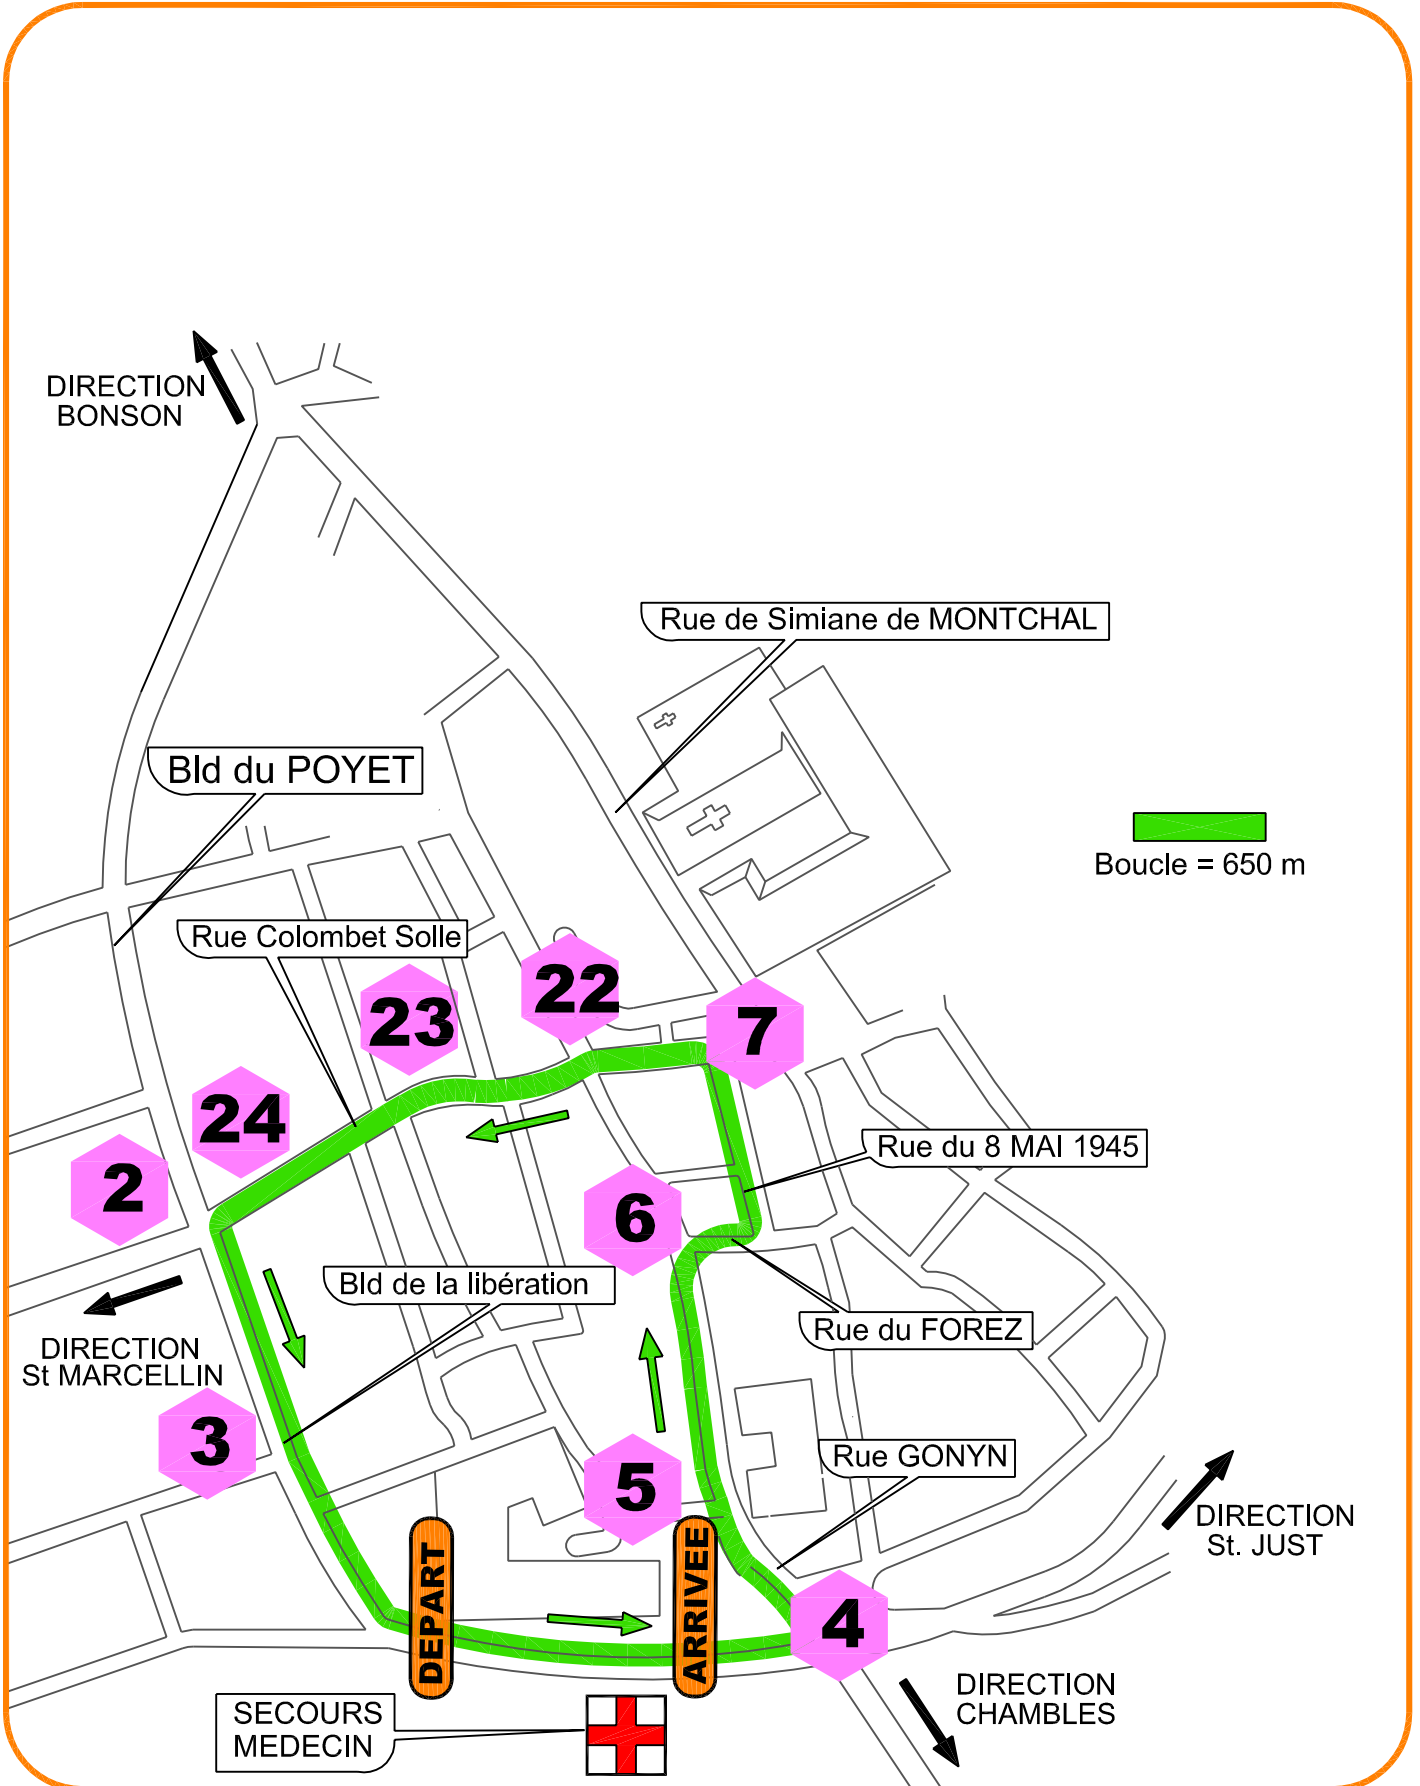 DIRECTION
BONSON
Rue de Simiane de MONTCHAL
Bld du POYET
Boucle = 650 m
Rue Colombet Solle
22
23
7
24
2
Rue du 8 MAI 1945
6
Bld de la libération
DIRECTION
St MARCELLIN
Rue du FOREZ
3
Rue GONYN
5
DIRECTION
St. JUST
DEPART
ARRIVEE
4
DIRECTION
CHAMBLES
SECOURS
MEDECIN